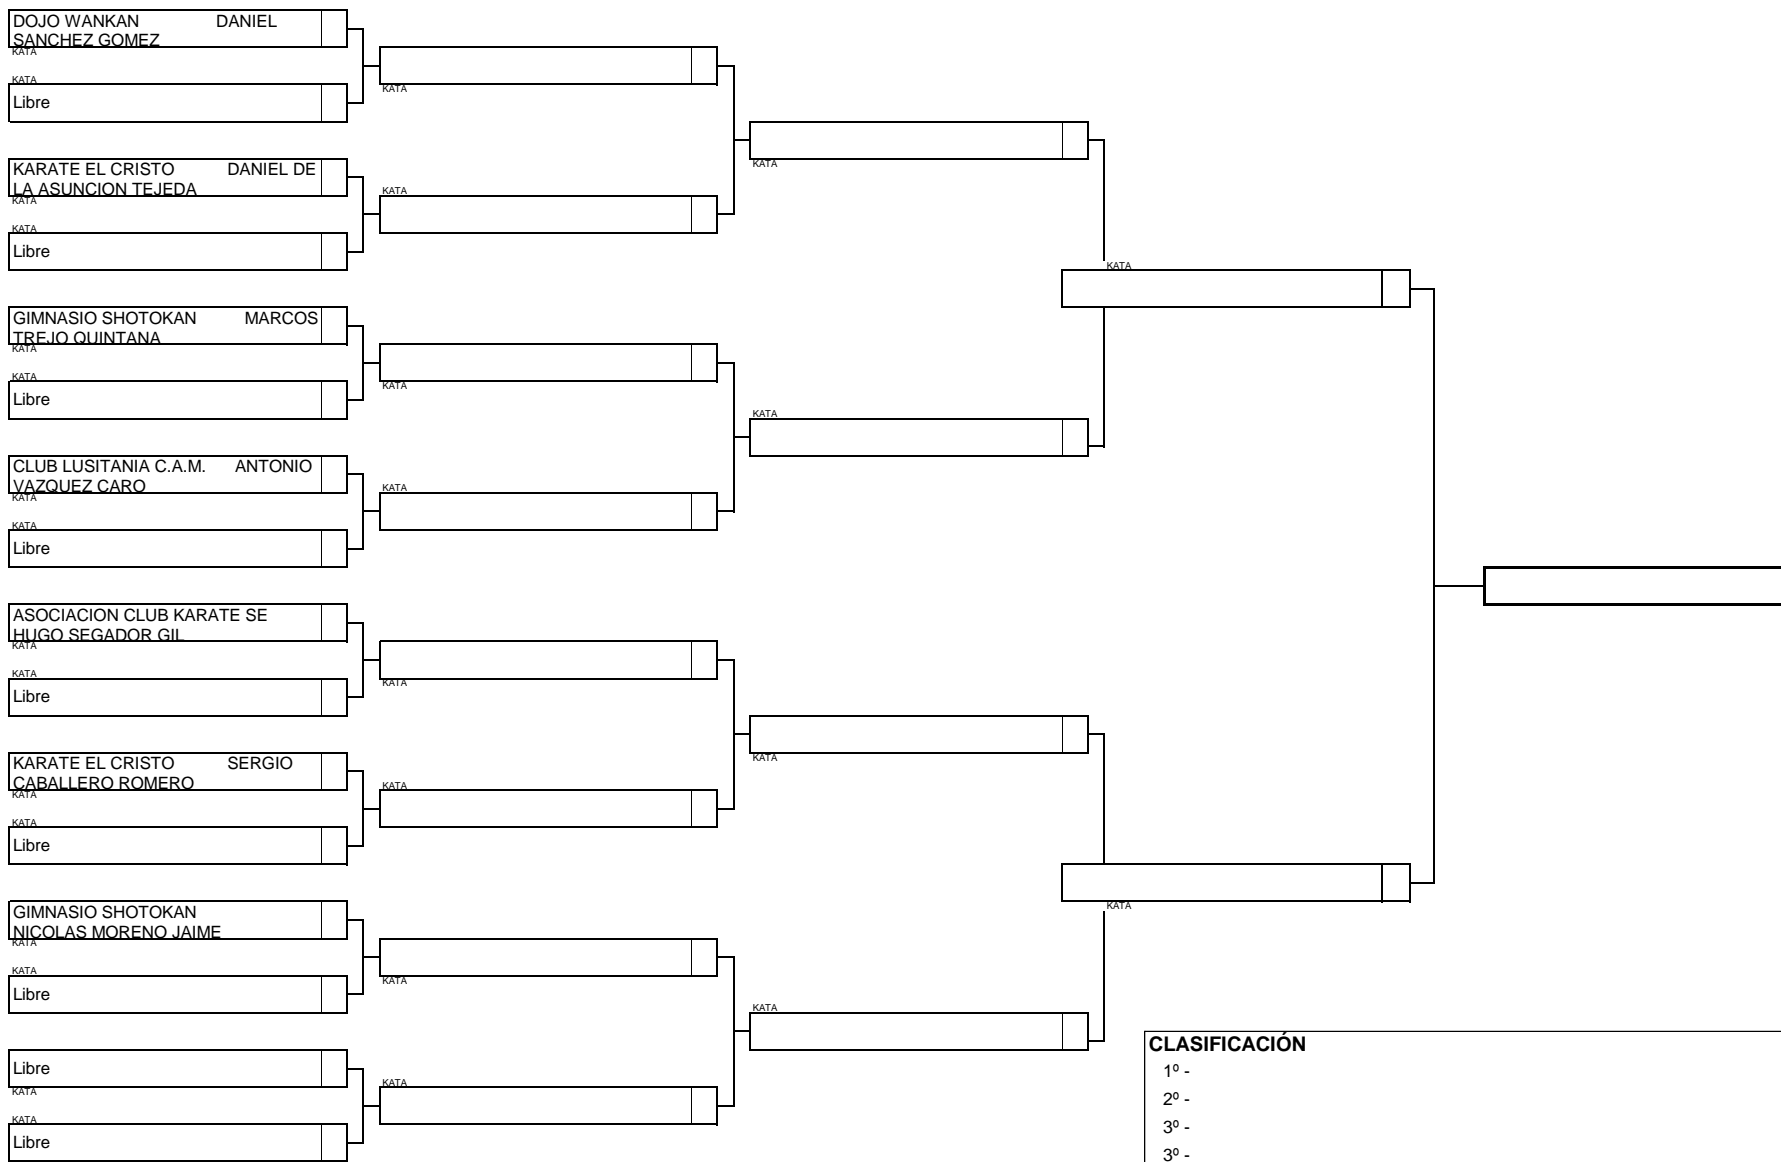 DOJO WANKAN DANIEL
SANCHEZ GOMEZ
KATA
KATA
Libre
KARATE EL CRISTO DANIEL DE
LA ASUNCION TEJEDA
KATA
KATA
Libre
GIMNASIO SHOTOKAN MARCOS
TREJO QUINTANA
KATA
KATA
Libre
CLUB LUSITANIA C.A.M. ANTONIO
VAZQUEZ CARO
KATA
KATA
Libre
ASOCIACION CLUB KARATE SE
HUGO SEGADOR GIL
KATA
KATA
Libre
KARATE EL CRISTO SERGIO
CABALLERO ROMERO
KATA
KATA
Libre
GIMNASIO SHOTOKAN
NICOLAS MORENO JAIME
KATA
KATA
Libre
Libre
KATA
KATA
Libre
KATA
KATA
KATA
KATA
KATA
KATA
KATA
KATA
KATA
KATA
KATA
KATA
KATA
KATA
CLASIFICACIÓN
1º -
2º -
3º -
3º -